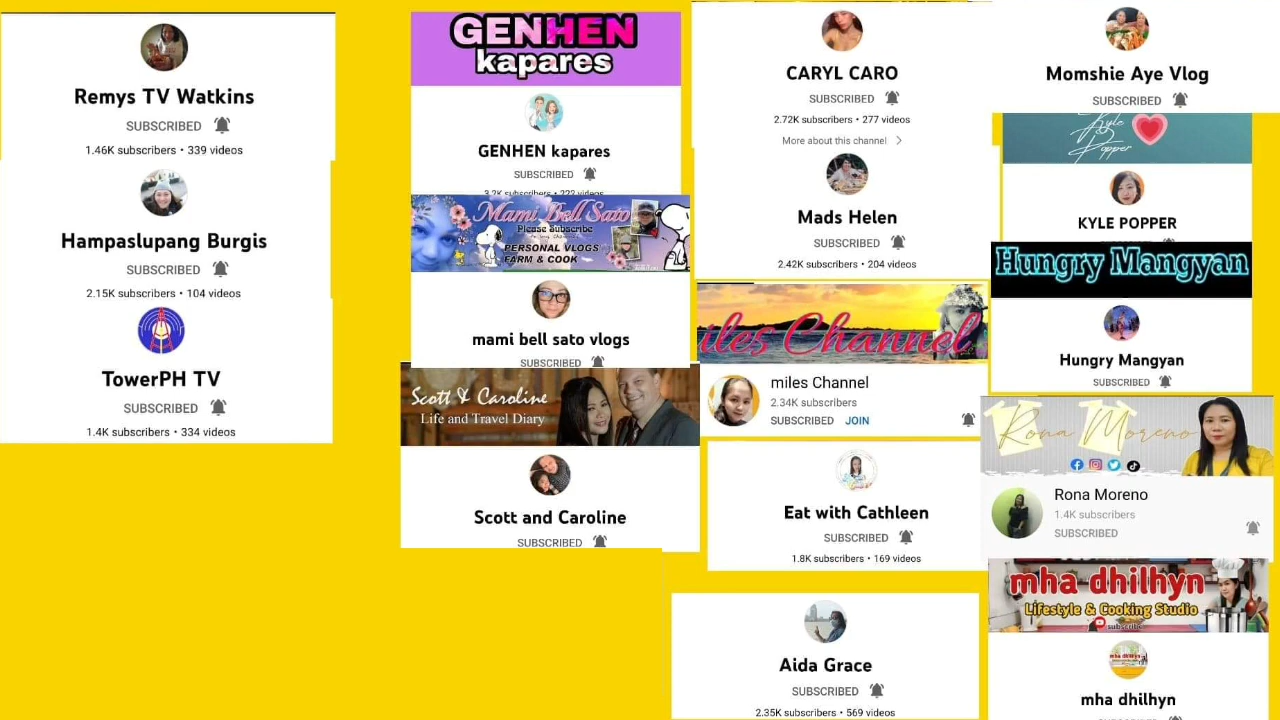 Remys TV Watkins
SUBSCRIBED
1.46K subscribers • 339 videos
Hampaslupang Burgis
SUBSCRIBED
2.15K subscribers • 104 videos
TowerPH TV
SUBSCRIBED
1.4K subscribers • 334 videos
GENHEN
kapares
GENHEN kapares
SUBSCRIBED
3.2K subscribers • 222 videos
Mami Bell Sato
Please Subscribe
PERSONAL VLOGS
FARM & COOK
mami bell sato vlogs
SUBSCRIBED
Scott & Caroline
Life and Travel Diary
Scott and Caroline
SUBSCRIBED
CARYL CARO
SUBSCRIBED
2.72K subscribers • 277 videos
More about this channel >
Mads Helen
SUBSCRIBED
2.42K subscribers • 204 videos
iles Channel
miles Channel
2.34K subscribers
SUBSCRIBED JOIN
Eat with Cathleen
SUBSCRIBED
1.8K subscribers • 169 videos
Aida Grace
SUBSCRIBED
2.35K subscribers • 569 videos
Momshie Aye Vlog
SUBSCRIBED
Kyle
Popper
KYLE POPPER
Hungry Mangyan
Hungry Mangyan
SUBSCRIBED
Rona Moreno
Rona Moreno
1.4K subscribers
SUBSCRIBED
mha dhilhyn
Lifestyle & Cooking Studio
subscribe
mha dhilhyn